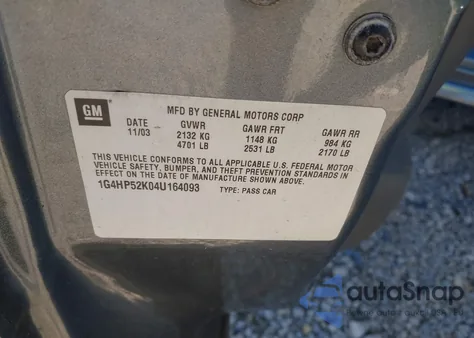 GM
MFD BY GENERAL MOTORS CORP
DATE GVWR GAWR FRT GAWR RR
11/03 2132 KG 1148 KG 984 KG
4701 LB 2531 LB 2170 LB
THIS VEHICLE CONFORMS TO ALL APPLICABLE U.S. FEDERAL MOTOR
VEHICLE SAFETY, BUMPER, AND THEFT PREVENTION STANDARDS IN
EFFECT ON THE DATE OF MANUFACTURE SHOWN ABOVE.
1G4HP52K04U164093 TYPE: PASS CAR
autoSnap